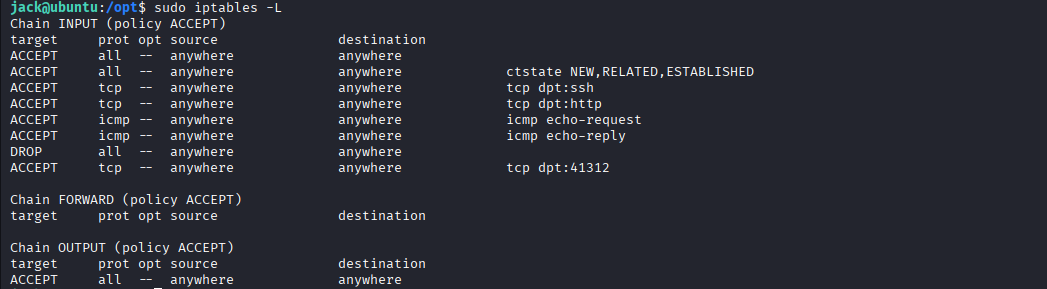 jack@ubuntu:/opt$ sudo iptables -L
Chain INPUT (policy ACCEPT)
target     prot opt source               destination
ACCEPT     all  --  anywhere             anywhere
ACCEPT     all  --  anywhere             anywhere             ctstate NEW,RELATED,ESTABLISHED
ACCEPT     tcp  --  anywhere             anywhere             tcp dpt:ssh
ACCEPT     tcp  --  anywhere             anywhere             tcp dpt:http
ACCEPT     icmp --  anywhere             anywhere             icmp echo-request
ACCEPT     icmp --  anywhere             anywhere             icmp echo-reply
DROP       all  --  anywhere             anywhere
ACCEPT     tcp  --  anywhere             anywhere             tcp dpt:41312

Chain FORWARD (policy ACCEPT)
target     prot opt source               destination

Chain OUTPUT (policy ACCEPT)
target     prot opt source               destination
ACCEPT     all  --  anywhere             anywhere